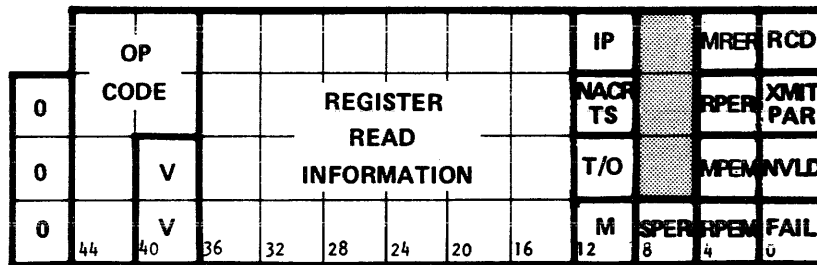 OP IP MRER RCD
0 CODE REGISTER NACR TS RPER XMIT PAR
READ
0 V INFORMATION T/O MPEM NVLD
0 V M SPER RPEM FAIL
44 40 36 32 28 24 20 16 12 8 4 0